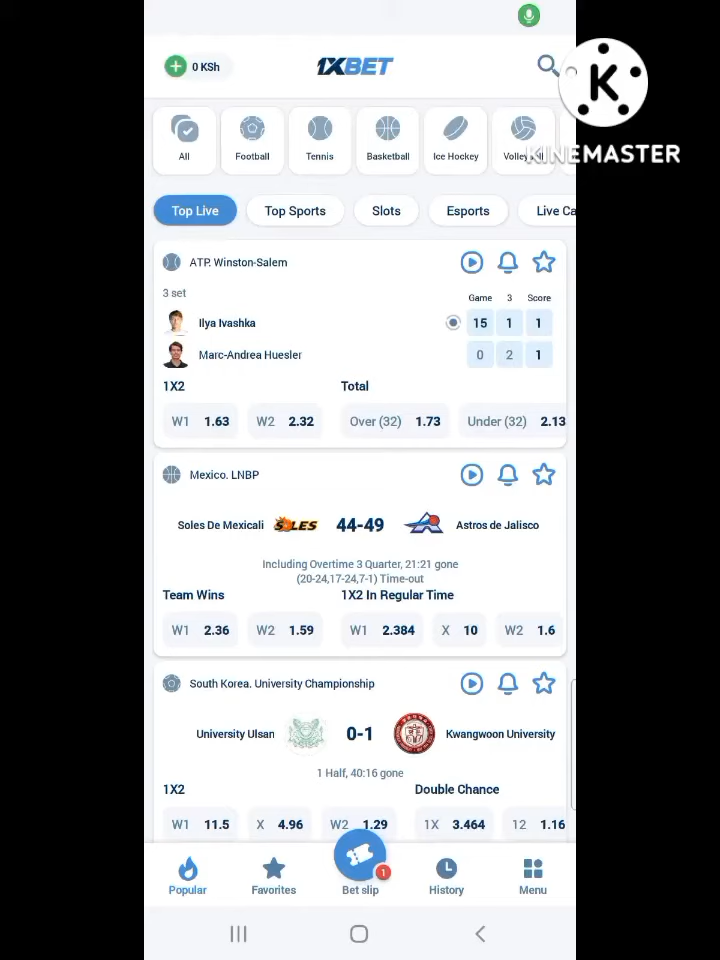 0 KSh
1XBET
K
KINEMASTER
All
Football
Tennis
Basketball
Ice Hockey
Top Live
Top Sports
Slots
Esports
Live Ca
ATP. Winston-Salem
3 set
Game 3 Score
Ilya Ivashka 15 1 1
Marc-Andrea Huesler 0 2 1
1X2 Total
W1 1.63 W2 2.32 Over (32) 1.73 Under (32) 2.13
Mexico. LNBP
Soles De Mexicali SOLES 44-49 Astros de Jalisco
Including Overtime 3 Quarter, 21:21 gone
(20-24,17-24,7-1) Time-out
Team Wins 1X2 In Regular Time
W1 2.36 W2 1.59 W1 2.384 X 10 W2 1.6
South Korea. University Championship
University Ulsan 0-1 Kwangwoon University
1 Half, 40:16 gone
1X2 Double Chance
W1 11.5 X 4.96 W2 1.29 1X 3.464 12 1.16
1
Popular Favorites Bet slip History Menu